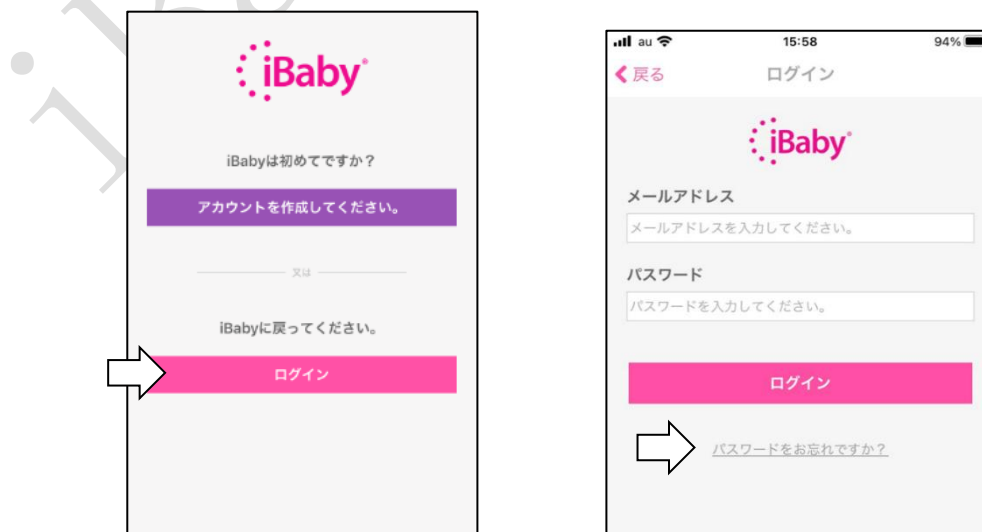 iBaby
iBabyは初めてですか？
アカウントを作成してください。
又は
iBabyに戻ってください。
ログイン
au 15:58 94%
戻る ログイン
iBaby
メールアドレス
メールアドレスを入力してください。
パスワード
パスワードを入力してください。
ログイン
パスワードをお忘れですか？